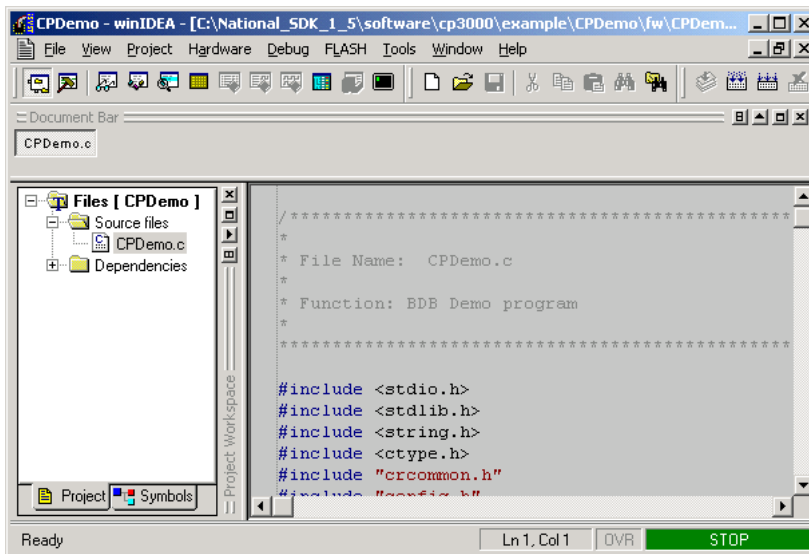 CPDemo - winIDEA - [C:\National_SDK_1_5\software\cp3000\example\CPDemo\fw\CPDem...
File View Project Hardware Debug FLASH Tools Window Help
Document Bar
CPDemo.c
Files [ CPDemo ]
Source files
CPDemo.c
Dependencies
Project Workspace
Project Symbols
/***********************************************
*
* File Name: CPDemo.c
*
* Function: BDB Demo program
*
************************************************
#include <stdio.h>
#include <stdlib.h>
#include <string.h>
#include <ctype.h>
#include "crcommon.h"
#include "config.h"
Ready Ln 1, Col 1 OVR STOP